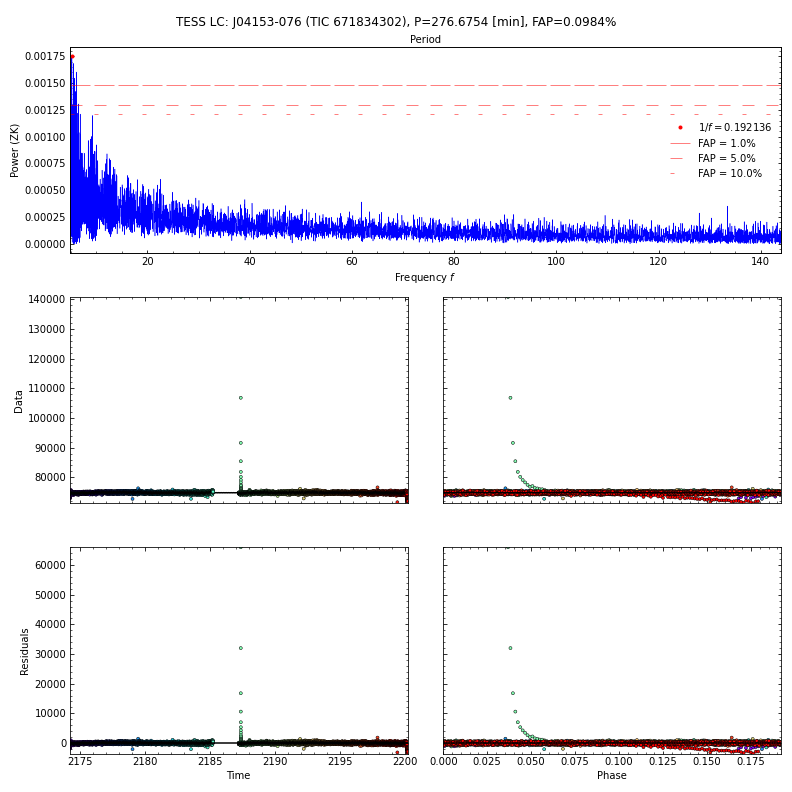 TESS LC: J04153-076 (TIC 671834302), P=276.6754 [min], FAP=0.0984%
Period
0.00175
0.00150
0.00125
0.00100
0.00075
0.00050
0.00025
0.00000
Power (ZK)
1/f=0.192136
FAP = 1.0%
FAP = 5.0%
FAP = 10.0%
20 40 60 80 100 120 140
Frequency f
140000
130000
120000
110000
100000
90000
80000
Data
60000
50000
40000
30000
20000
10000
0
Residuals
2175 2180 2185 2190 2195 2200
Time
0.000 0.025 0.050 0.075 0.100 0.125 0.150 0.175
Phase